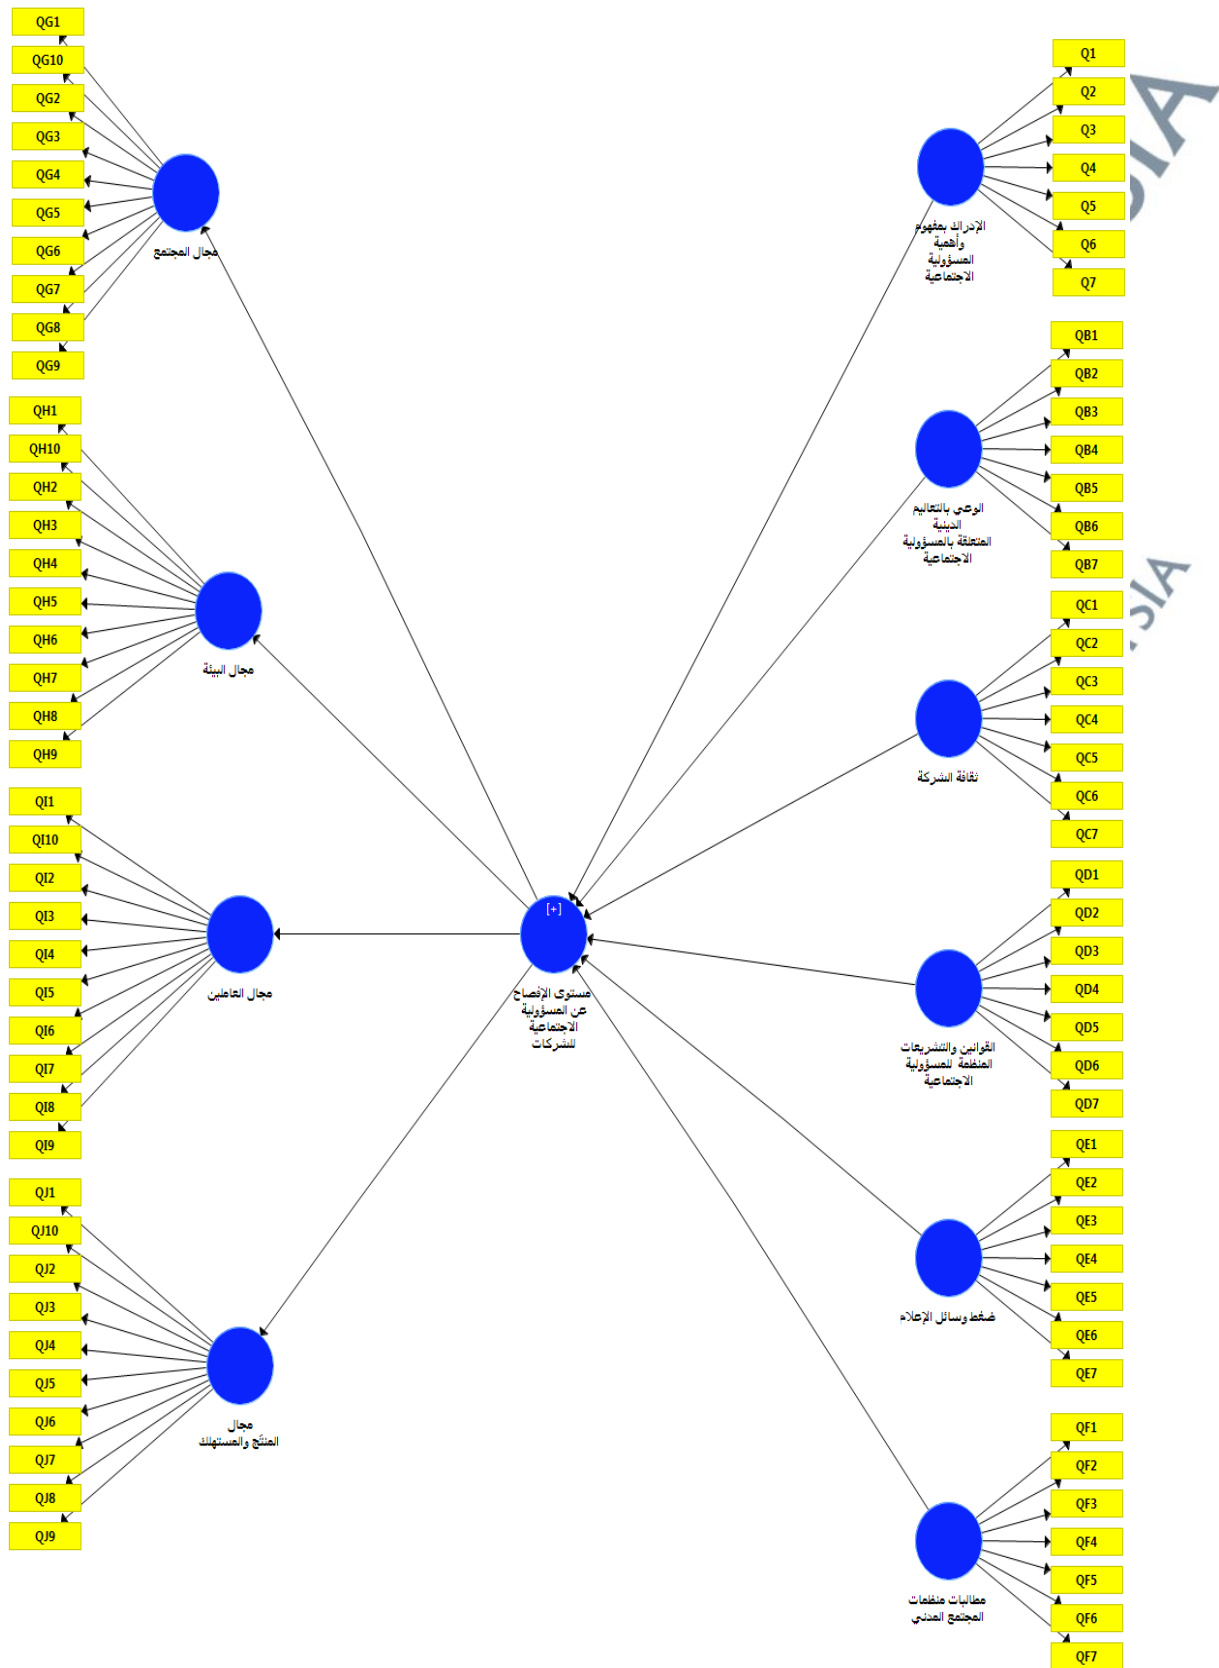 QG1
QG10
QG2
QG3
QG4
QG5
QG6
QG7
QG8
QG9
مجال المجتمع
QH1
QH10
QH2
QH3
QH4
QH5
QH6
QH7
QH8
QH9
مجال البيئة
QI1
QI10
QI2
QI3
QI4
QI5
QI6
QI7
QI8
QI9
مجال العاملين
QJ1
QJ10
QJ2
QJ3
QJ4
QJ5
QJ6
QJ7
QJ8
QJ9
مجال
المنتج والمستهلك
[+]
مستوى الإفصاح
عن المسؤولية
الاجتماعية
للشركات
Q1
Q2
Q3
Q4
Q5
Q6
Q7
الإدراك بمفهوم
وأهمية
المسؤولية
الاجتماعية
QB1
QB2
QB3
QB4
QB5
QB6
QB7
الوعي بالتعاليم
الدينية
المتعلقة بالمسؤولية
الاجتماعية
QC1
QC2
QC3
QC4
QC5
QC6
QC7
ثقافة الشركة
QD1
QD2
QD3
QD4
QD5
QD6
QD7
القوانين والتشريعات
المنظمة للمسؤولية
الاجتماعية
QE1
QE2
QE3
QE4
QE5
QE6
QE7
ضغط وسائل الإعلام
QF1
QF2
QF3
QF4
QF5
QF6
QF7
مطالبات منظمات
المجتمع المدني
SIA
YSIA